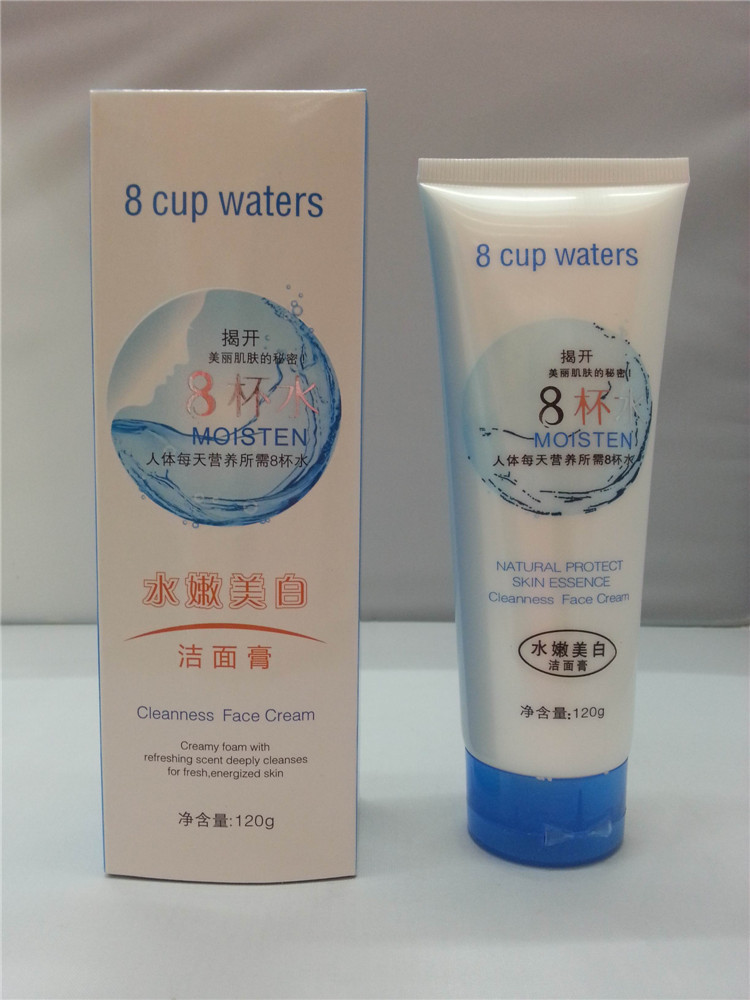 8 cup waters
揭开
美丽肌肤的秘密!
8杯水
MOISTEN
人体每天营养所需8杯水
水嫩美白
洁面膏
Cleanness Face Cream
Creamy foam with
refreshing scent deeply cleanses
for fresh,energized skin
净含量:120g
8 cup waters
揭开
美丽肌肤的秘密!
8杯水
MOISTEN
人体每天营养所需8杯水
NATURAL PROTECT
SKIN ESSENCE
Cleanness Face Cream
水嫩美白
洁面膏
净含量:120g